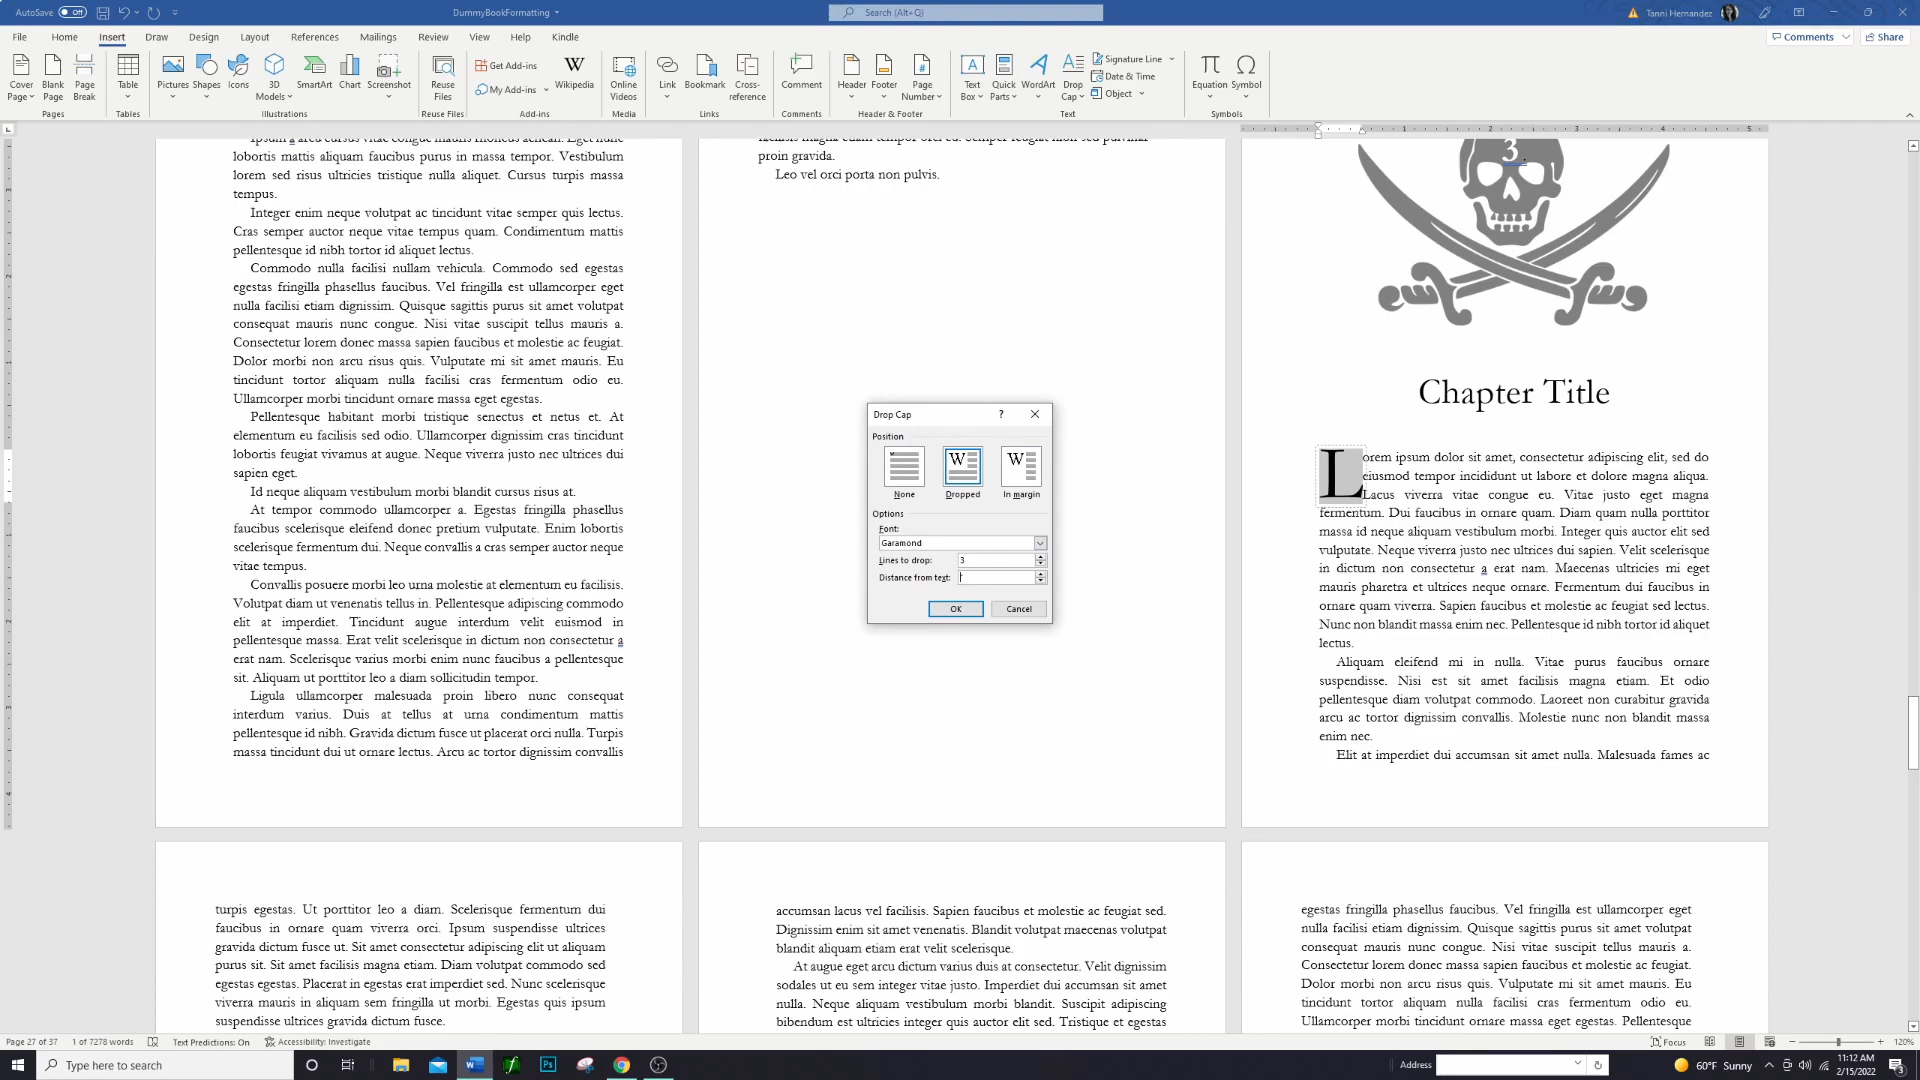 AutoSave Off DummyBookFormatting Search (Alt+Q) Tanni Hernandez
File Home Insert Draw Design Layout References Mailings Review View Help Kindle Comments Share
Cover Page Blank Page Page Break Table Pictures Shapes Icons 3D Models SmartArt Chart Screenshot Reuse Files Get Add-ins My Add-ins Wikipedia Online Videos Link Bookmark Cross-reference Comment Header Footer Page Number Text Box Quick Parts WordArt Drop Cap Signature Line Date & Time Object Equation Symbol
Pages Tables Illustrations Reuse Files Add-ins Media Links Comments Header & Footer Text Symbols
1 2 3 4 5
Ipsum a arcu cursus vitae congue mauris rhoncus aenean. Eget nunc
lobortis mattis aliquam faucibus purus in massa tempor. Vestibulum
lorem sed risus ultricies tristique nulla aliquet. Cursus turpis massa
tempus.
Integer enim neque volutpat ac tincidunt vitae semper quis lectus.
Cras semper auctor neque vitae tempus quam. Condimentum mattis
pellentesque id nibh tortor id aliquet lectus.
Commodo nulla facilisi nullam vehicula. Commodo sed egestas
egestas fringilla phasellus faucibus. Vel fringilla est ullamcorper eget
nulla facilisi etiam dignissim. Quisque sagittis purus sit amet volutpat
consequat mauris nunc congue. Nisi vitae suscipit tellus mauris a.
Consectetur lorem donec massa sapien faucibus et molestie ac feugiat.
Dolor morbi non arcu risus quis. Vulputate mi sit amet mauris. Eu
tincidunt tortor aliquam nulla facilisi cras fermentum odio eu.
Ullamcorper morbi tincidunt ornare massa eget egestas.
Pellentesque habitant morbi tristique senectus et netus et. At
elementum eu facilisis sed odio. Ullamcorper dignissim cras tincidunt
lobortis feugiat vivamus at augue. Neque viverra justo nec ultrices dui
sapien eget.
Id neque aliquam vestibulum morbi blandit cursus risus at.
At tempor commodo ullamcorper a. Egestas fringilla phasellus
faucibus scelerisque eleifend donec pretium vulputate. Enim lobortis
scelerisque fermentum dui. Neque convallis a cras semper auctor neque
vitae tempus.
Convallis posuere morbi leo urna molestie at elementum eu facilisis.
Volutpat diam ut venenatis tellus in. Pellentesque adipiscing commodo
elit at imperdiet. Tincidunt augue interdum velit euismod in
pellentesque massa. Erat velit scelerisque in dictum non consectetur a
erat nam. Scelerisque varius morbi enim nunc faucibus a pellentesque
sit. Aliquam ut porttitor leo a diam sollicitudin tempor.
Ligula ullamcorper malesuada proin libero nunc consequat
interdum varius. Duis at tellus at urna condimentum mattis
pellentesque id nibh. Gravida dictum fusce ut placerat orci nulla. Turpis
massa tincidunt dui ut ornare lectus. Arcu ac tortor dignissim convallis
facilisis magna etiam tempor orci eu. Semper feugiat nibh sed pulvinar
proin gravida.
Leo vel orci porta non pulvis.
Drop Cap ?
Position
None Dropped In margin
Options
Font:
Garamond
Lines to drop: 3
Distance from text:
OK Cancel
3
Chapter Title
Lorem ipsum dolor sit amet, consectetur adipiscing elit, sed do
eiusmod tempor incididunt ut labore et dolore magna aliqua.
Lacus viverra vitae congue eu. Vitae justo eget magna
fermentum. Dui faucibus in ornare quam. Diam quam nulla porttitor
massa id neque aliquam vestibulum morbi. Integer quis auctor elit sed
vulputate. Neque viverra justo nec ultrices dui sapien. Velit scelerisque
in dictum non consectetur a erat nam. Maecenas ultricies mi eget
mauris pharetra et ultrices neque ornare. Fermentum dui faucibus in
ornare quam viverra. Sapien faucibus et molestie ac feugiat sed lectus.
Nunc non blandit massa enim nec. Pellentesque id nibh tortor id aliquet
lectus.
Aliquam eleifend mi in nulla. Vitae purus faucibus ornare
suspendisse. Nisi est sit amet facilisis magna etiam. Et odio
pellentesque diam volutpat commodo. Laoreet non curabitur gravida
arcu ac tortor dignissim convallis. Molestie nunc non blandit massa
enim nec.
Elit at imperdiet dui accumsan sit amet nulla. Malesuada fames ac
turpis egestas. Ut porttitor leo a diam. Scelerisque fermentum dui
faucibus in ornare quam viverra orci. Ipsum suspendisse ultrices
gravida dictum fusce ut. Sit amet consectetur adipiscing elit ut aliquam
purus sit. Sit amet facilisis magna etiam. Diam volutpat commodo sed
egestas egestas. Placerat in egestas erat imperdiet sed. Nunc scelerisque
viverra mauris in aliquam sem fringilla ut morbi. Egestas quis ipsum
suspendisse ultrices gravida dictum fusce.
accumsan lacus vel facilisis. Sapien faucibus et molestie ac feugiat sed.
Dignissim enim sit amet venenatis. Blandit volutpat maecenas volutpat
blandit aliquam etiam erat velit scelerisque.
At augue eget arcu dictum varius duis at consectetur. Velit dignissim
sodales ut eu sem integer vitae justo. Imperdiet dui accumsan sit amet
nulla. Neque aliquam vestibulum morbi blandit. Suscipit adipiscing
bibendum est ultricies integer quis auctor elit sed. Tristique et egestas
egestas fringilla phasellus faucibus. Vel fringilla est ullamcorper eget
nulla facilisi etiam dignissim. Quisque sagittis purus sit amet volutpat
consequat mauris nunc congue. Nisi vitae suscipit tellus mauris a.
Consectetur lorem donec massa sapien faucibus et molestie ac feugiat.
Dolor morbi non arcu risus quis. Vulputate mi sit amet mauris. Eu
tincidunt tortor aliquam nulla facilisi cras fermentum odio eu.
Ullamcorper morbi tincidunt ornare massa eget egestas. Pellentesque
Page 27 of 37 1 of 7278 words Text Predictions: On Accessibility: Investigate Focus 120%
Type here to search Address 60°F Sunny 11:12 AM
2/15/2022